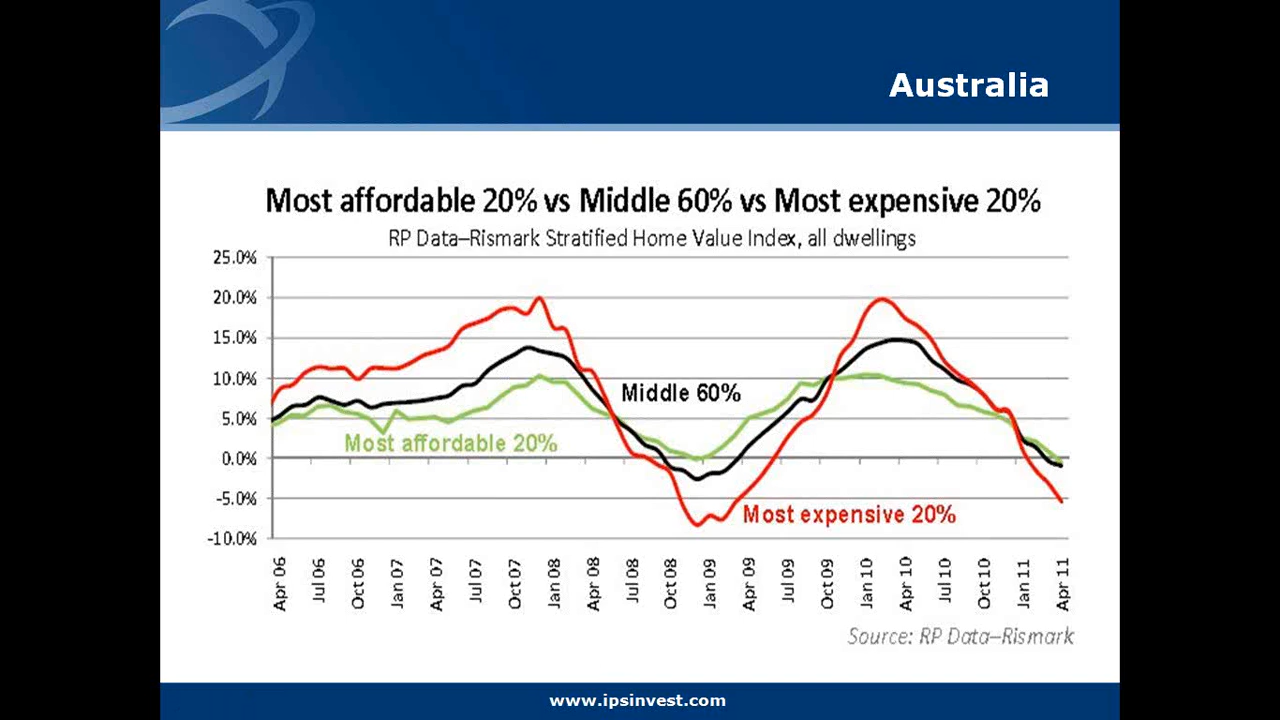 Australia
Most affordable 20% vs Middle 60% vs Most expensive 20%
RP Data–Rismark Stratified Home Value Index, all dwellings
25.0%
20.0%
15.0%
10.0%
5.0%
0.0%
-5.0%
-10.0%
Middle 60%
Most affordable 20%
Most expensive 20%
Apr 06
Jul 06
Oct 06
Jan 07
Apr 07
Jul 07
Oct 07
Jan 08
Apr 08
Jul 08
Oct 08
Jan 09
Apr 09
Jul 09
Oct 09
Jan 10
Apr 10
Jul 10
Oct 10
Jan 11
Apr 11
Source: RP Data–Rismark
www.ipsinvest.com